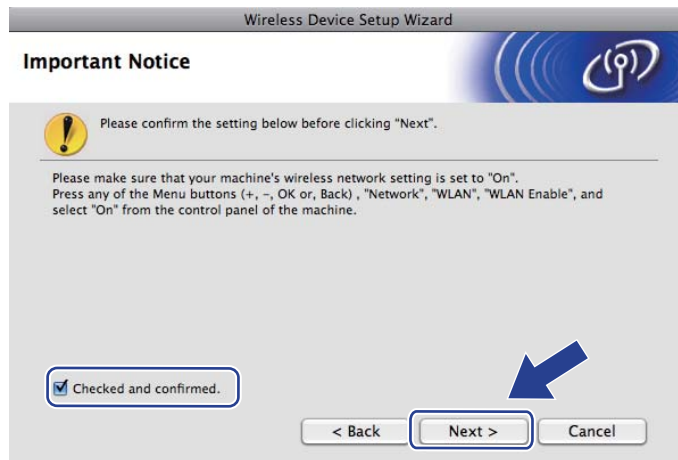 Wireless Device Setup Wizard
Important Notice
Please confirm the setting below before clicking "Next".
Please make sure that your machine's wireless network setting is set to "On".
Press any of the Menu buttons (+, –, OK or, Back) , "Network", "WLAN", "WLAN Enable", and
select "On" from the control panel of the machine.
Checked and confirmed.
< Back Next > Cancel